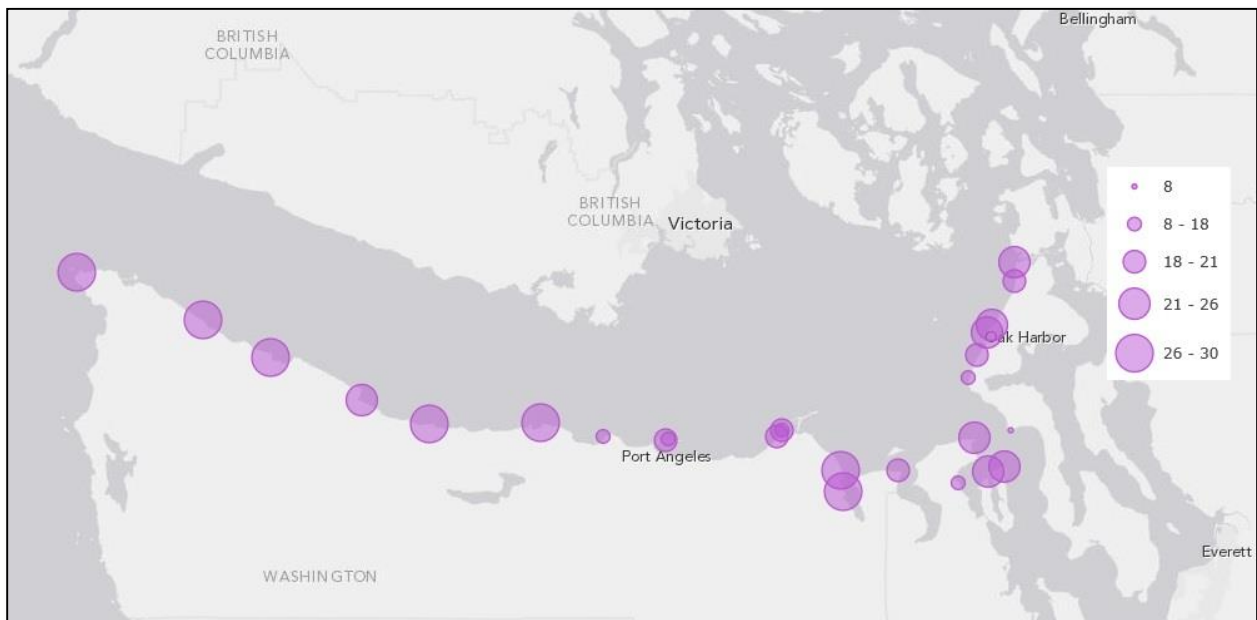 Bellingham
BRITISH
COLUMBIA
BRITISH
COLUMBIA
Victoria
8
8 - 18
18 - 21
21 - 26
26 - 30
Oak Harbor
Port Angeles
Everett
WASHINGTON